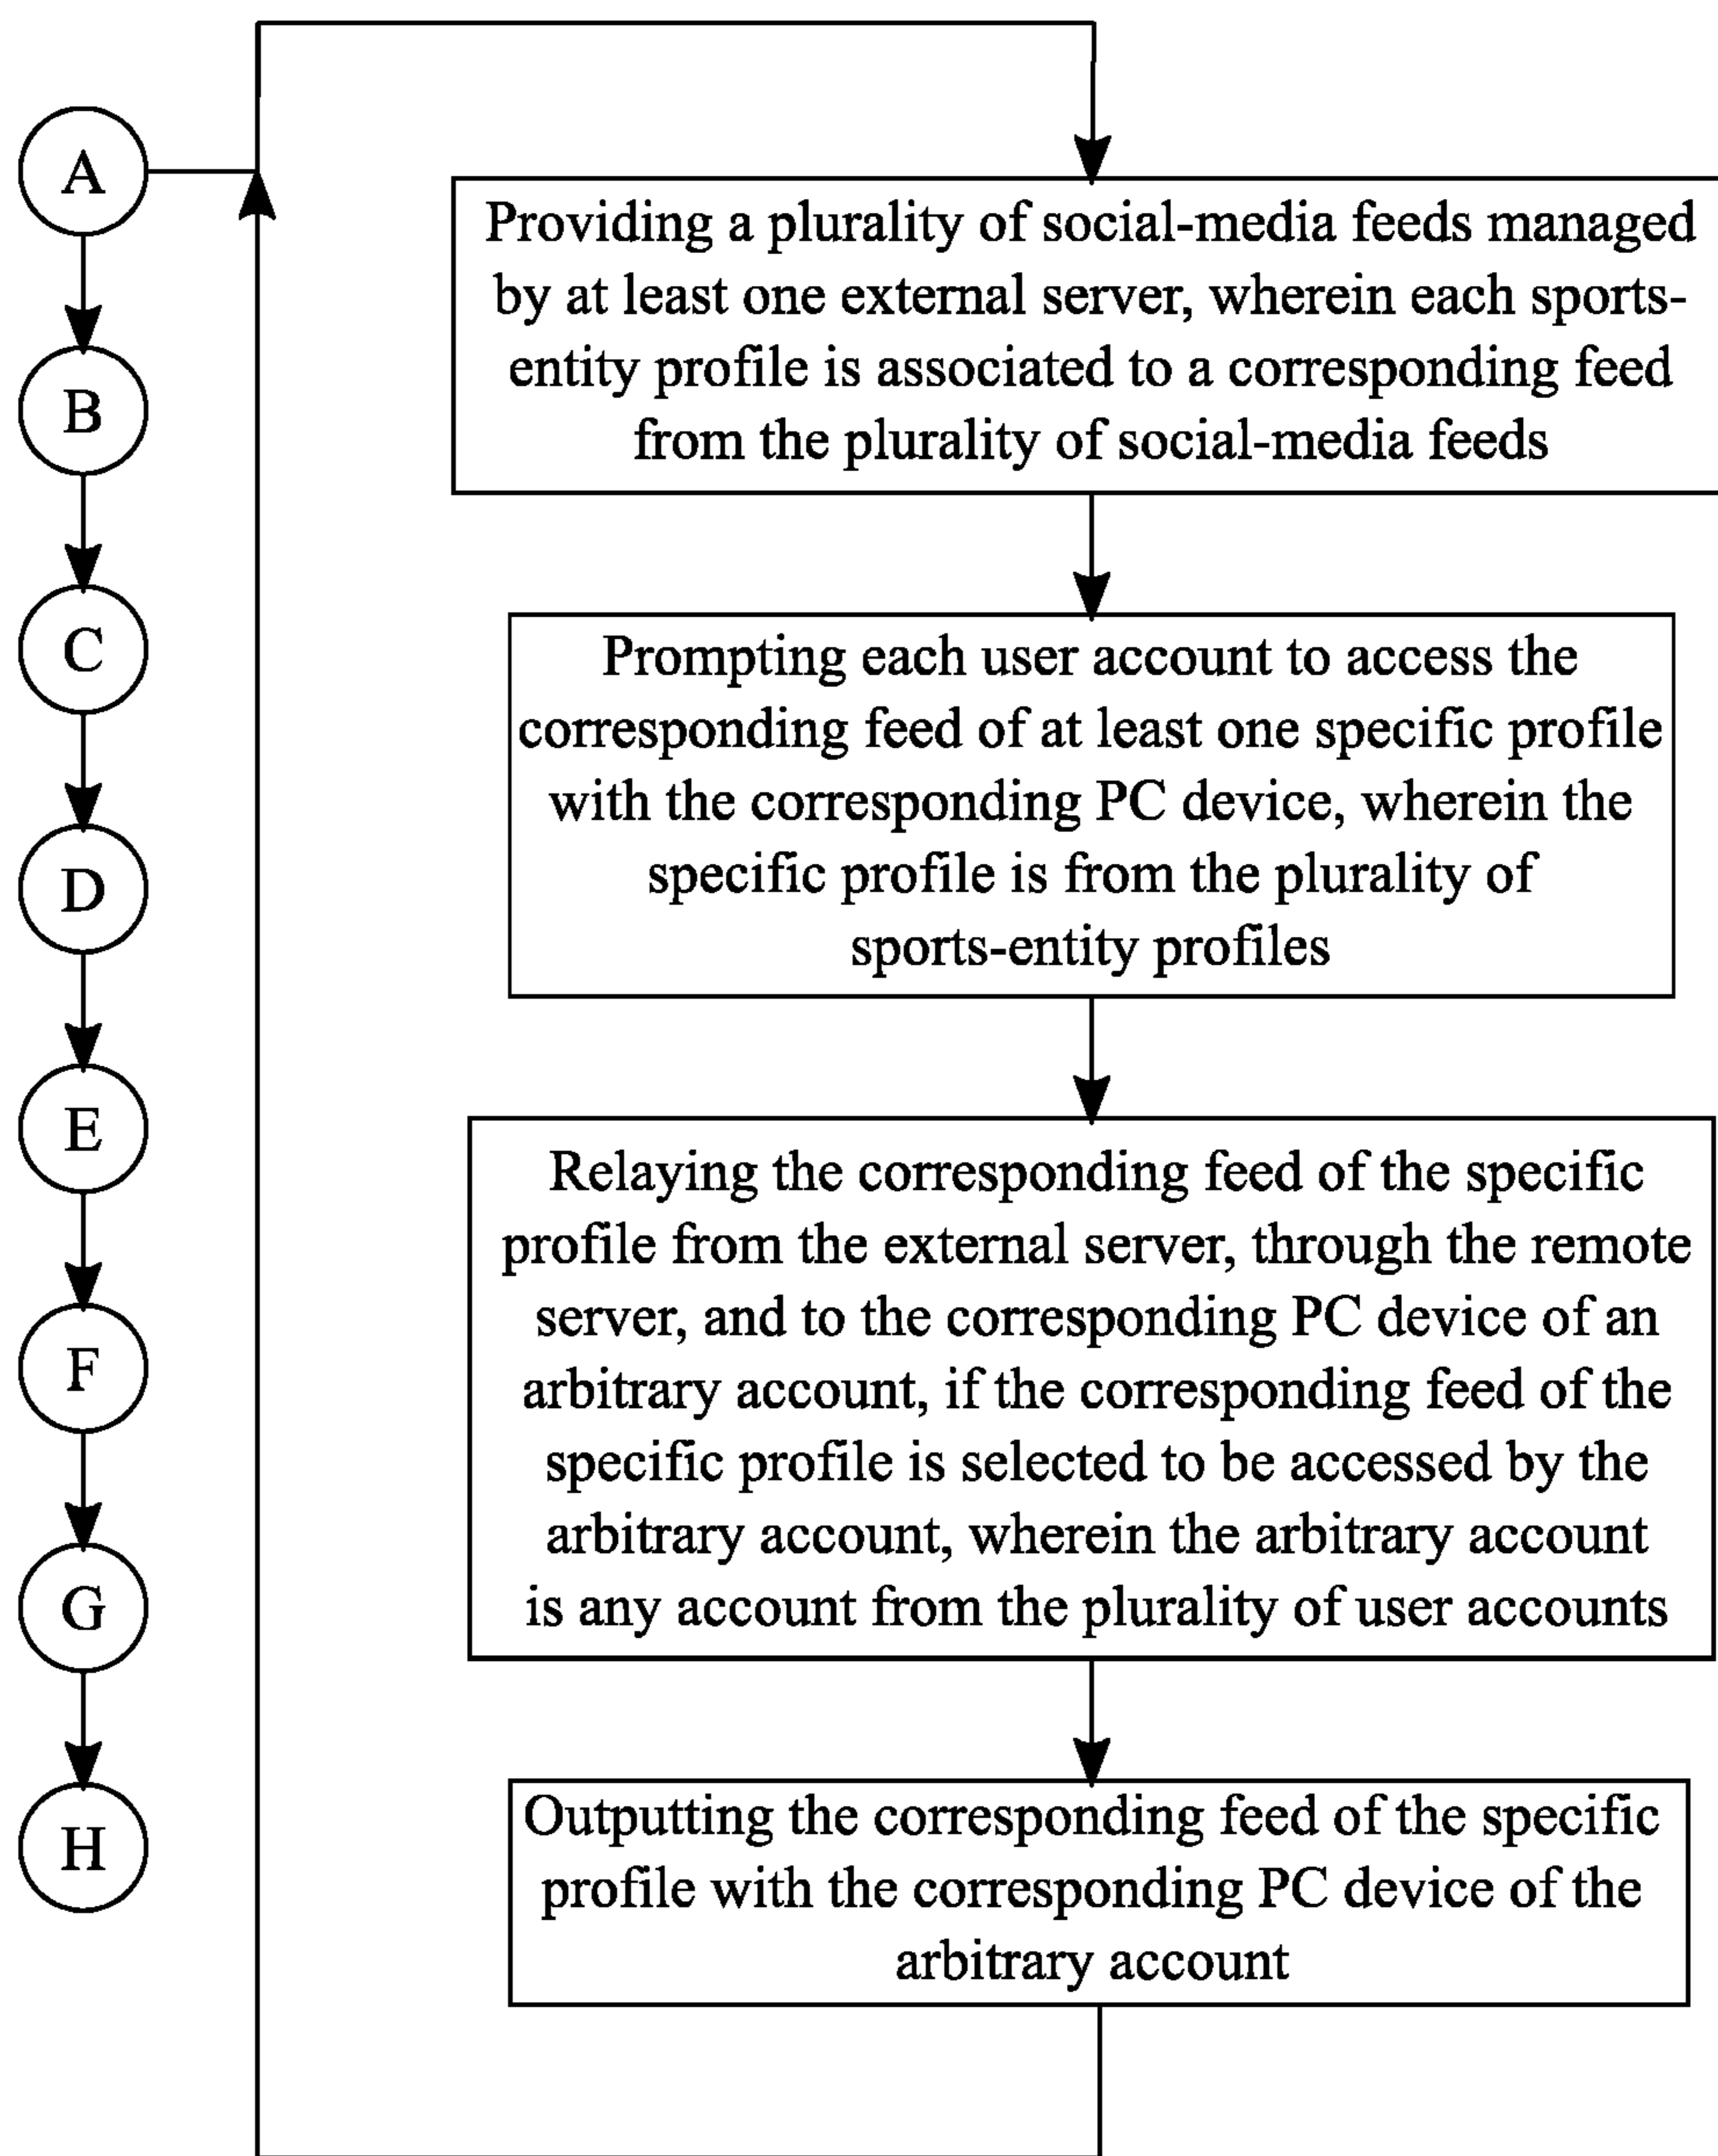 A
B
C
D
E
F
G
H
Providing a plurality of social-media feeds managed
by at least one external server, wherein each sports-
entity profile is associated to a corresponding feed
from the plurality of social-media feeds
Prompting each user account to access the
corresponding feed of at least one specific profile
with the corresponding PC device, wherein the
specific profile is from the plurality of
sports-entity profiles
Relaying the corresponding feed of the specific
profile from the external server, through the remote
server, and to the corresponding PC device of an
arbitrary account, if the corresponding feed of the
specific profile is selected to be accessed by the
arbitrary account, wherein the arbitrary account
is any account from the plurality of user accounts
Outputting the corresponding feed of the specific
profile with the corresponding PC device of the
arbitrary account